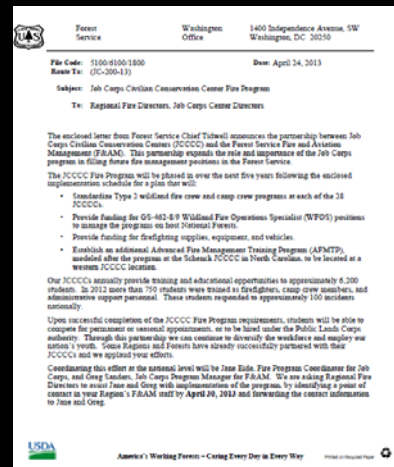 Forest Service
Washington Office
1400 Independence Avenue, SW
Washington, DC 20250
File Code: 5100/6100/1800
Date: April 24, 2013
Route To: (JC-200-13)
Subject: Job Corps Civilian Conservation Center Fire Program
To: Regional Fire Directors, Job Corps Center Directors
The enclosed letter from Forest Service Chief Tidwell announces the partnership between Job
Corps Civilian Conservation Centers (JCCCC) and the Forest Service Fire and Aviation
Management (F&AM). This partnership expands the role and importance of the Job Corps
program in filling future fire management positions in the Forest Service.
The JCCCC Fire Program will be phased in over the next five years following the enclosed
implementation schedule for a plan that will:
• Standardize Type 2 wildland fire crew and camp crew programs at each of the 28
JCCCCs.
• Provide funding for GS-462-8/9 Wildland Fire Operations Specialist (WFOS) positions
to manage the programs on host National Forests.
• Provide funding for firefighting supplies, equipment, and vehicles.
• Establish an additional Advanced Fire Management Training Program (AFMTP),
modeled after the program at the Schenck JCCCC in North Carolina, to be located at a
western JCCCC location.
Our JCCCCs annually provide training and educational opportunities to approximately 6,200
students. In 2012 more than 750 students were trained as firefighters, camp crew members, and
administrative support personnel. These students responded to approximately 100 incidents
nationally.
Upon successful completion of the JCCCC Fire Program requirements, students will be able to
compete for permanent or seasonal appointments, or to be hired under the Public Lands Corps
authority. Through this partnership we can continue to diversify the workforce and employ our
nation's youth. Some Regions and Forests have already successfully partnered with their
JCCCCs and we applaud your efforts.
Coordinating this effort at the national level will be Jane Eide, Fire Program Coordinator for Job
Corps, and Greg Sanders, Job Corps Program Manager for F&AM. We are asking Regional Fire
Directors to assist Jane and Greg with implementation of the program, by identifying a point of
contact in your Region's F&AM staff by April 30, 2013 and forwarding the contact information
to Jane and Greg.
USDA
America's Working Forests – Caring Every Day in Every Way
Printed on Recycled Paper